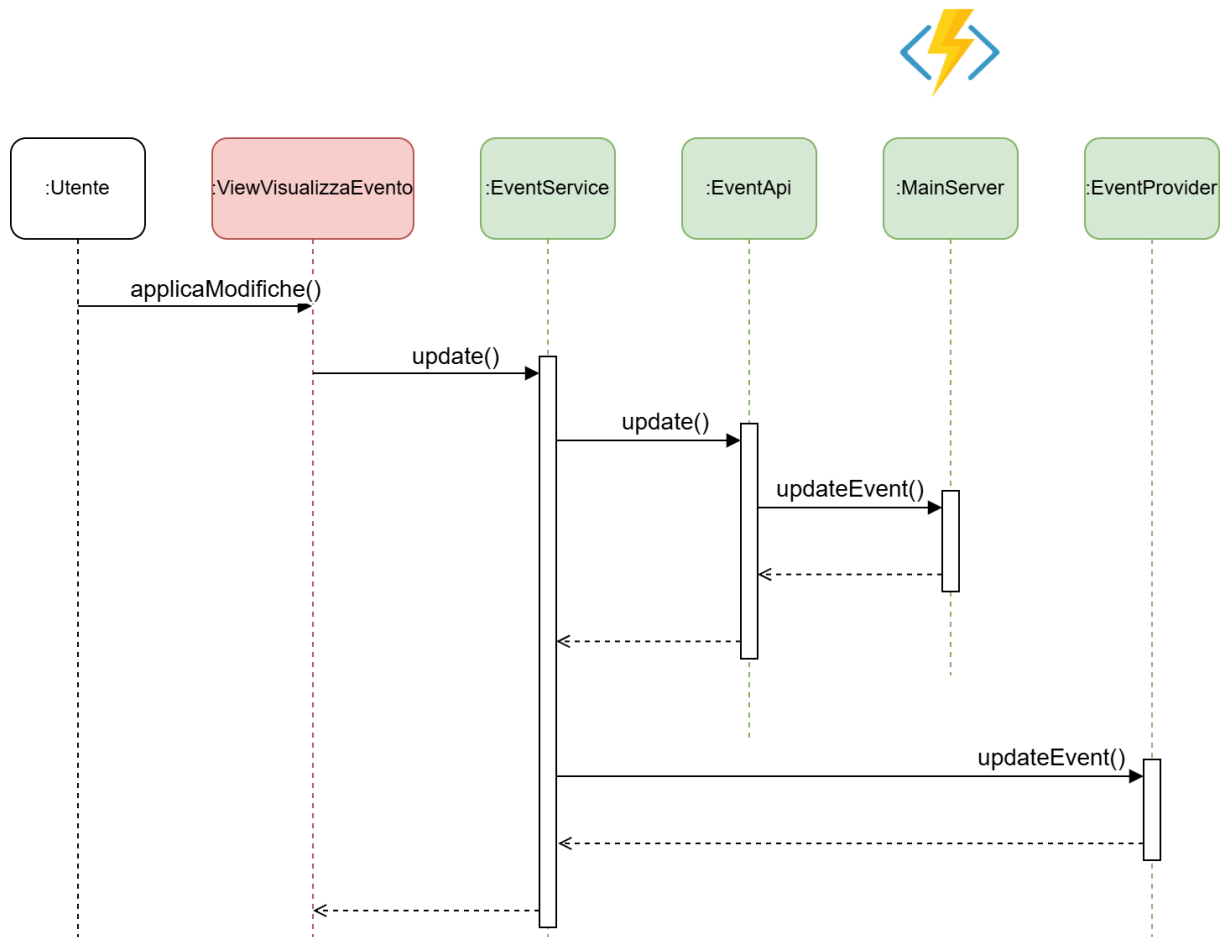 :Utente
:ViewVisualizzaEvento
:EventService
:EventApi
:MainServer
:EventProvider
applicaModifiche()
update()
update()
updateEvent()
updateEvent()